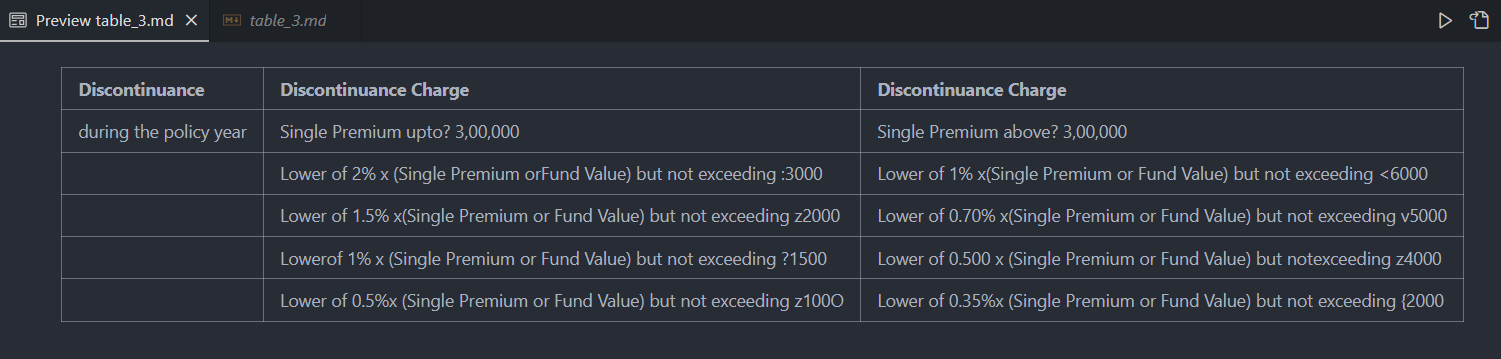 Preview table_3.md table_3.md
Discontinuance Discontinuance Charge Discontinuance Charge
during the policy year Single Premium upto? 3,00,000 Single Premium above? 3,00,000
Lower of 2% x (Single Premium orFund Value) but not exceeding :3000 Lower of 1% x(Single Premium or Fund Value) but not exceeding <6000
Lower of 1.5% x(Single Premium or Fund Value) but not exceeding z2000 Lower of 0.70% x(Single Premium or Fund Value) but not exceeding v5000
Lowerof 1% x (Single Premium or Fund Value) but not exceeding ?1500 Lower of 0.500 x (Single Premium or Fund Value) but notexceeding z4000
Lower of 0.5%x (Single Premium or Fund Value) but not exceeding z100O Lower of 0.35%x (Single Premium or Fund Value) but not exceeding {2000